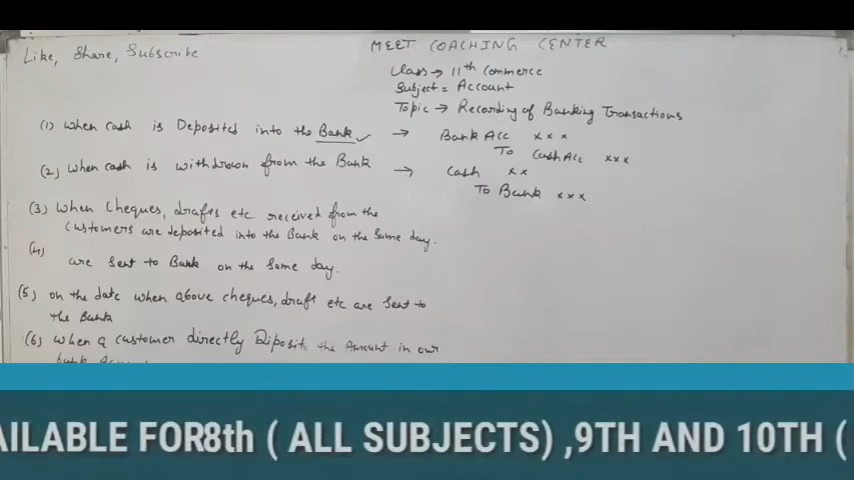 Like, Share, Subscribe
MEET COACHING CENTER
Class → 11th Commerce
Subject = Account
Topic → Recording of Banking Transactions
(1) When cash is Deposited into the Bank ✓ → Bank Acc xxx
To Cash Acc xxx
(2) When cash is withdrawn from the Bank → Cash xx
To Bank xxx
(3) When Cheques, drafts etc received from the
Customers are deposited into the Bank on the Same day.
(4)
are sent to Bank on the Same day.
(5) on the date when above cheques, draft etc are sent to
the Bank
(6) when a customer directly Diposits the Amount in our
AILABLE FOR8th ( ALL SUBJECTS) ,9TH AND 10TH (